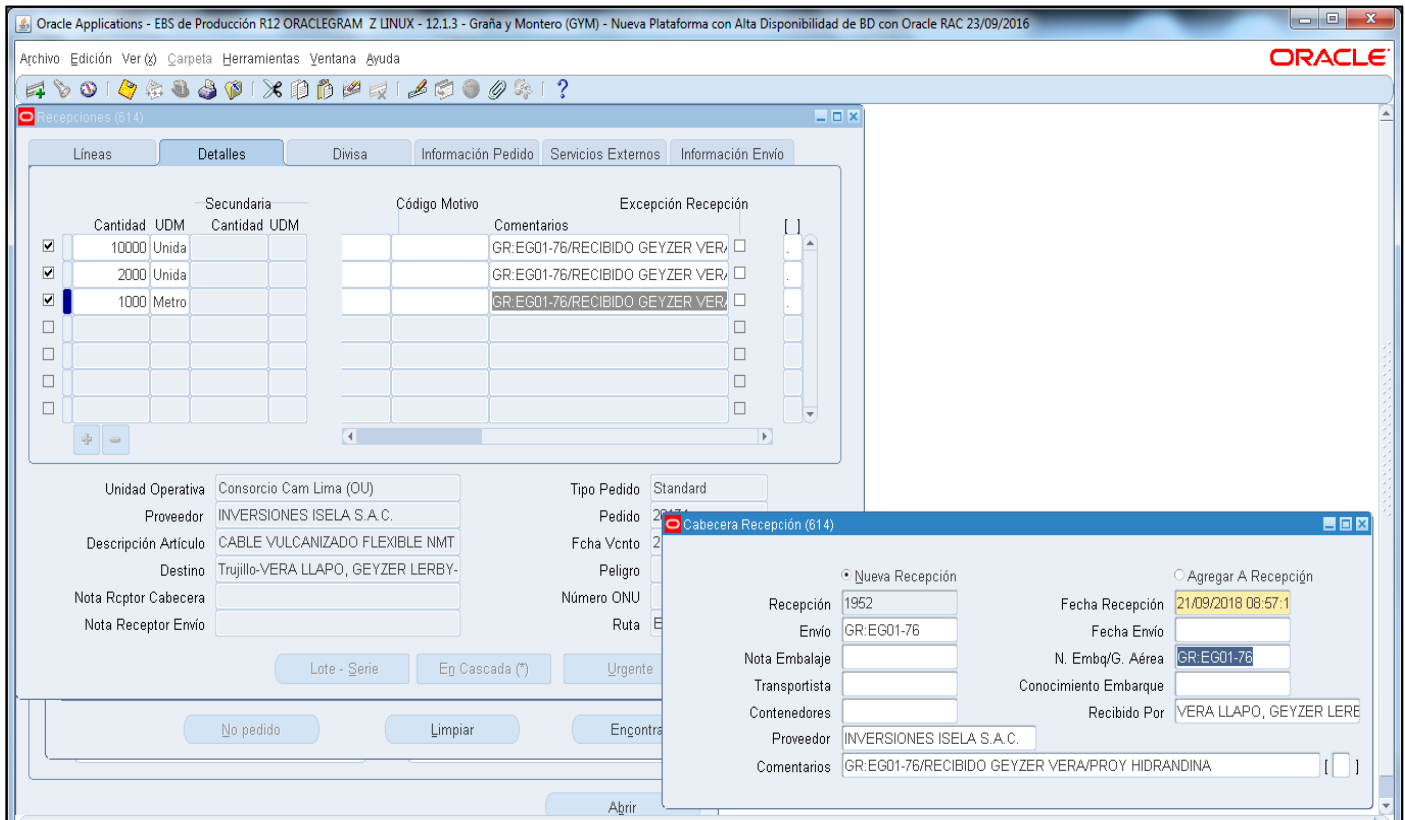 Oracle Applications - EBS de Producción R12 ORACLEGRAM Z LINUX - 12.1.3 - Graña y Montero (GYM) - Nueva Plataforma con Alta Disponibilidad de BD con Oracle RAC 23/09/2016
Archivo Edición Ver (x) Carpeta Herramientas Ventana Ayuda
ORACLE
Recepciones (614)
Líneas Detalles Divisa Información Pedido Servicios Externos Información Envío
Secundaria Código Motivo Excepción Recepción
Cantidad UDM Cantidad UDM Comentarios [ ]
10000 Unida GR:EG01-76/RECIBIDO GEYZER VER .
2000 Unida GR:EG01-76/RECIBIDO GEYZER VER .
1000 Metro GR:EG01-76/RECIBIDO GEYZER VER .
Unidad Operativa Consorcio Cam Lima (OU) Tipo Pedido Standard
Proveedor INVERSIONES ISELA S.A.C. Pedido
Descripción Artículo CABLE VULCANIZADO FLEXIBLE NMT Fcha Vcnto 2
Destino Trujillo-VERA LLAPO, GEYZER LERBY- Peligro
Nota Rcptor Cabecera Número ONU
Nota Receptor Envío Ruta E
Lote - Serie En Cascada (*) Urgente
No pedido Limpiar Encontra
Abrir
Cabecera Recepción (614)
Nueva Recepción Agregar A Recepción
Recepción 1952 Fecha Recepción 21/09/2018 08:57:1
Envío GR:EG01-76 Fecha Envío
Nota Embalaje N. Embq/G. Aérea GR:EG01-76
Transportista Conocimiento Embarque
Contenedores Recibido Por VERA LLAPO, GEYZER LERE
Proveedor INVERSIONES ISELA S.A.C.
Comentarios GR:EG01-76/RECIBIDO GEYZER VERA/PROY HIDRANDINA [ ]